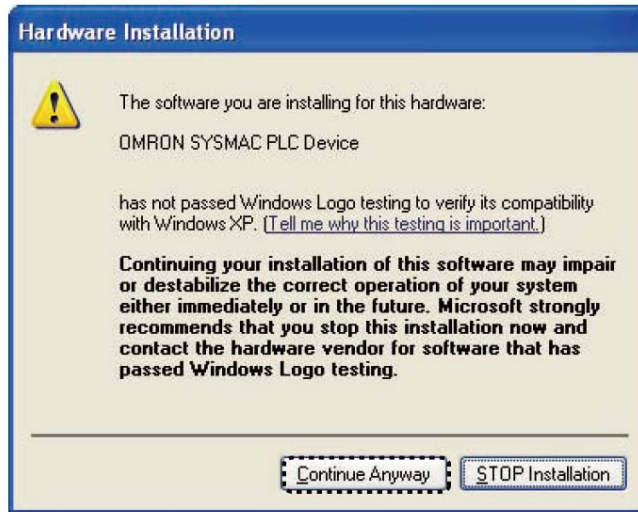 Hardware Installation
The software you are installing for this hardware:
OMRON SYSMAC PLC Device
has not passed Windows Logo testing to verify its compatibility
with Windows XP. (Tell me why this testing is important.)
Continuing your installation of this software may impair
or destabilize the correct operation of your system
either immediately or in the future. Microsoft strongly
recommends that you stop this installation now and
contact the hardware vendor for software that has
passed Windows Logo testing.
Continue Anyway
STOP Installation